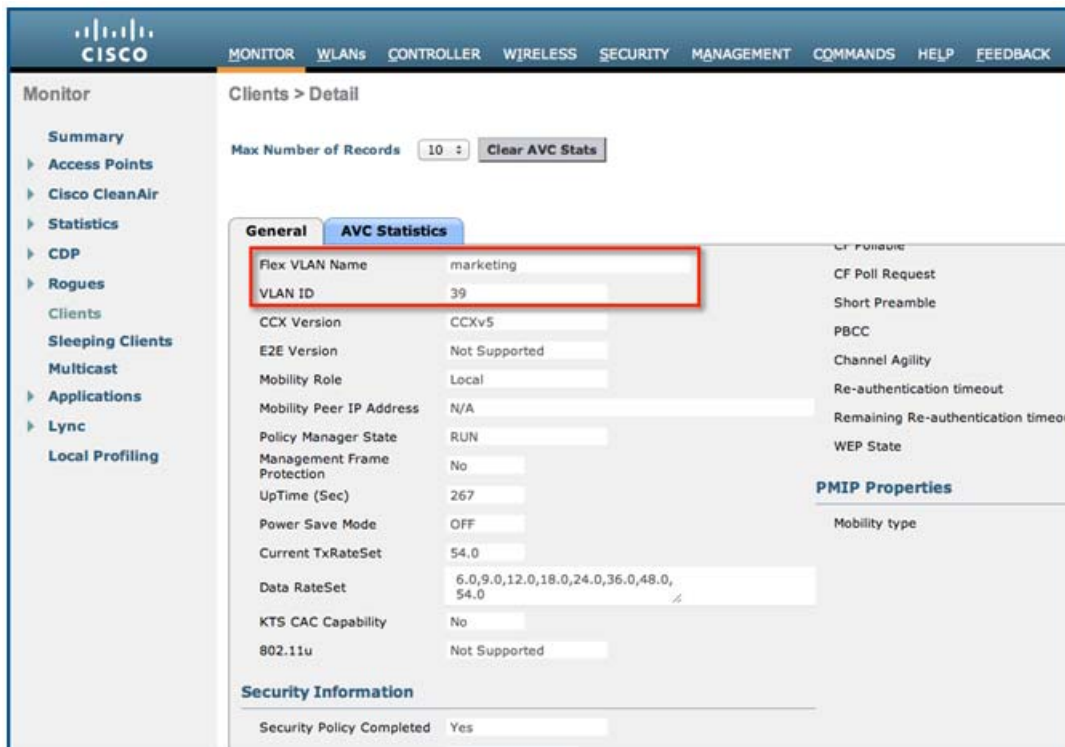 CISCO
MONITOR WLANs CONTROLLER WIRELESS SECURITY MANAGEMENT COMMANDS HELP FEEDBACK
Monitor
Summary
Access Points
Cisco CleanAir
Statistics
CDP
Rogues
Clients
Sleeping Clients
Multicast
Applications
Lync
Local Profiling
Clients > Detail
Max Number of Records 10 Clear AVC Stats
General AVC Statistics
Flex VLAN Name marketing
VLAN ID 39
CCX Version CCXv5
E2E Version Not Supported
Mobility Role Local
Mobility Peer IP Address N/A
Policy Manager State RUN
Management Frame
Protection No
UpTime (Sec) 267
Power Save Mode OFF
Current TxRateSet 54.0
Data RateSet 6.0,9.0,12.0,18.0,24.0,36.0,48.0,
54.0
KTS CAC Capability No
802.11u Not Supported
Security Information
Security Policy Completed Yes
CF Pollable
CF Poll Request
Short Preamble
PBCC
Channel Agility
Re-authentication timeout
Remaining Re-authentication timeou
WEP State
PMIP Properties
Mobility type